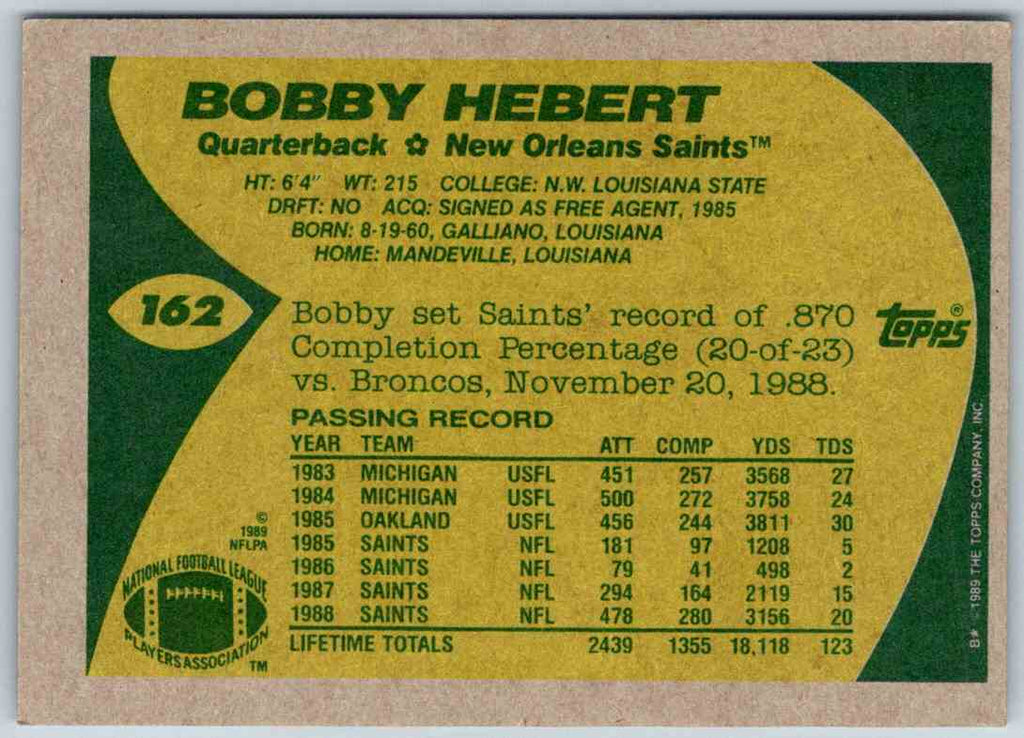 BOBBY HEBERT
Quarterback ✿ New Orleans Saints™
HT: 6'4" WT: 215 COLLEGE: N.W. LOUISIANA STATE
DRFT: NO ACQ: SIGNED AS FREE AGENT, 1985
BORN: 8-19-60, GALLIANO, LOUISIANA
HOME: MANDEVILLE, LOUISIANA
162
Bobby set Saints' record of .870
Completion Percentage (20-of-23)
vs. Broncos, November 20, 1988.
topps®
PASSING RECORD
YEAR TEAM ATT COMP YDS TDS
1983 MICHIGAN USFL 451 257 3568 27
1984 MICHIGAN USFL 500 272 3758 24
1985 OAKLAND USFL 456 244 3811 30
1985 SAINTS NFL 181 97 1208 5
1986 SAINTS NFL 79 41 498 2
1987 SAINTS NFL 294 164 2119 15
1988 SAINTS NFL 478 280 3156 20
LIFETIME TOTALS 2439 1355 18,118 123
©
1989
NFLPA
NATIONAL FOOTBALL LEAGUE
PLAYERS ASSOCIATION
TM
B* 1989 THE TOPPS COMPANY, INC.